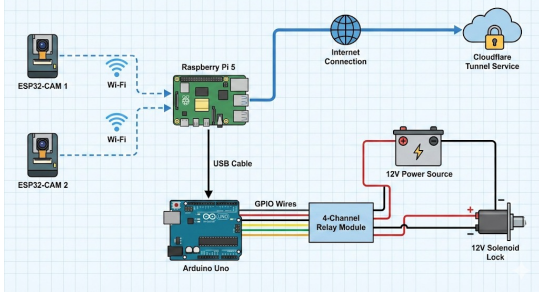 Internet
Connection
Cloudflare
Tunnel Service
ESP32-CAM 1
Wi-Fi
Raspberry Pi 5
Wi-Fi
ESP32-CAM 2
USB Cable
12V Power Source
GPIO Wires
4-Channel
Relay Module
+
−
−
12V Solenoid
Lock
UNO
Arduino Uno